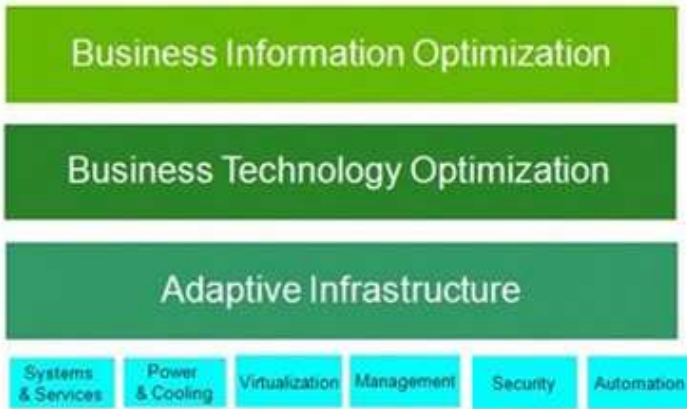 Business Information Optimization
Business Technology Optimization
Adaptive Infrastructure
Systems
& Services
Power
& Cooling
Virtualization
Management
Security
Automation